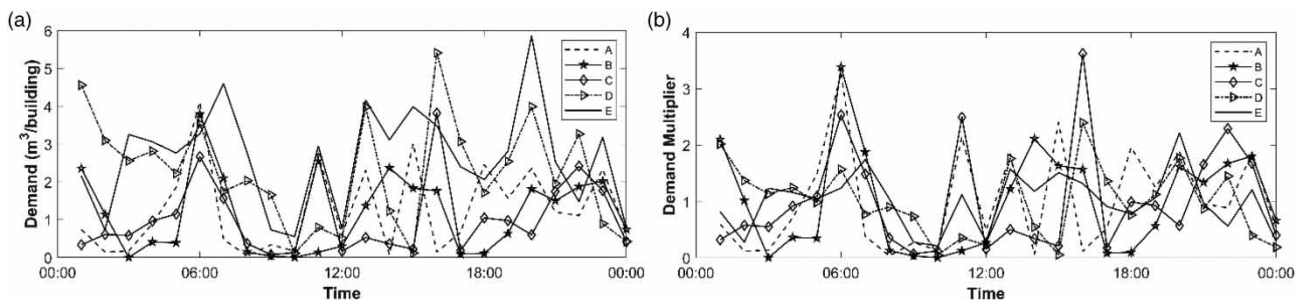 (a)
Demand (m³/building)
6
5
4
3
2
1
0
00:00 06:00 12:00 18:00 00:00
Time
A
B
C
D
E
(b)
Demand Multiplier
4
3
2
1
0
00:00 06:00 12:00 18:00 00:00
Time
A
B
C
D
E